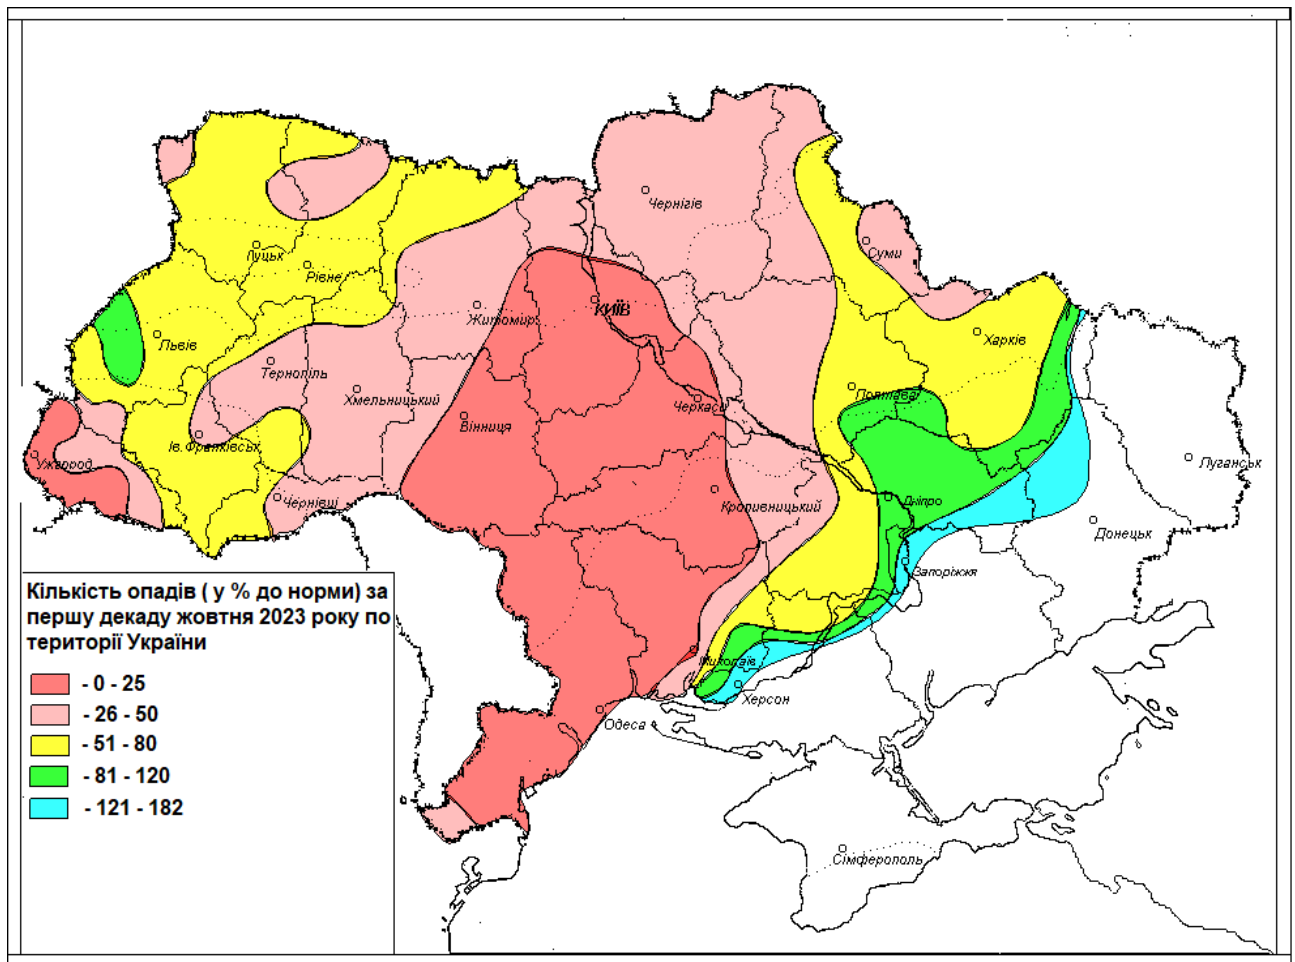 Чернігів
Суми
Луцьк
Рівне
Житомир
КИЇВ
Львів
Харків
Тернопіль
Хмельницький
Полтава
Черкаси
Вінниця
Ів. Франківськ
Ужгород
Луганськ
Чернівці
Кропивницький
Дніпро
Донецьк
Запоріжжя
Миколаїв
Херсон
Одеса
Сімферополь
Кількість опадів ( у % до норми) за
першу декаду жовтня 2023 року по
території України
- 0 - 25
- 26 - 50
- 51 - 80
- 81 - 120
- 121 - 182